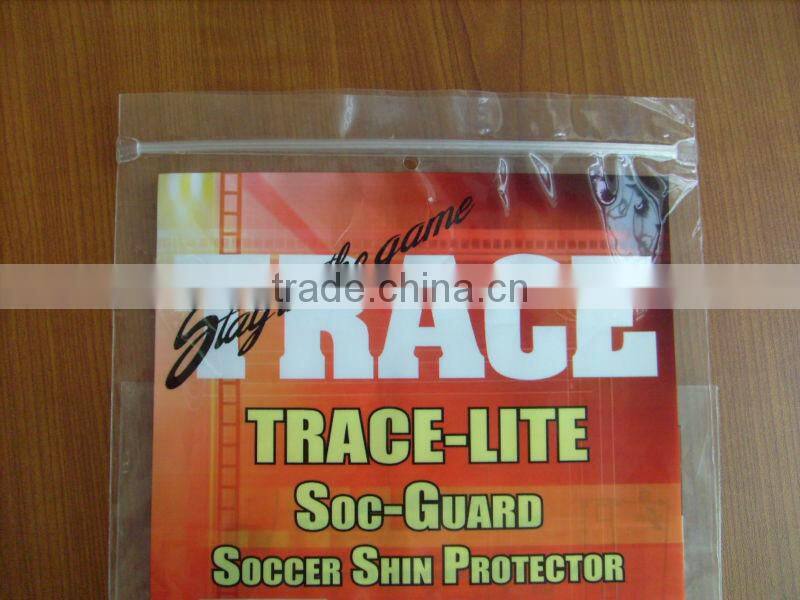 Stay in the game
TRACE
trade.china.cn
TRACE-LITE
SOC-GUARD
SOCCER SHIN PROTECTOR